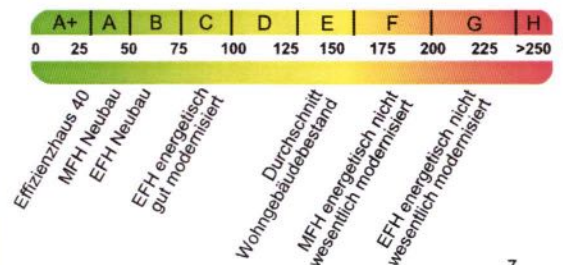 A+ A B C D E F G H
0 25 50 75 100 125 150 175 200 225 >250
Effizienzhaus 40
MFH Neubau
EFH Neubau
EFH energetisch
gut modernisiert
Durchschnitt
Wohngebäudebestand
MFH energetisch nicht
wesentlich modernisiert
EFH energetisch nicht
wesentlich modernisiert